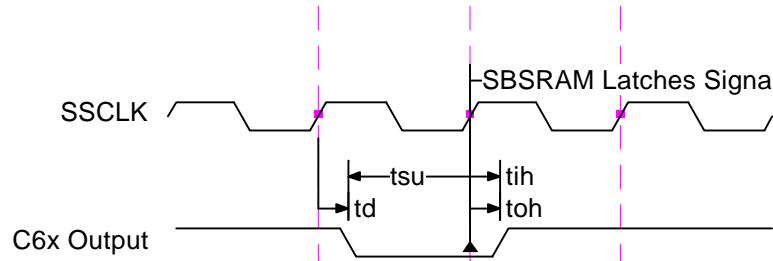 SBSRAM Latches Signa
SSCLK
tsu
tih
td
toh
C6x Output